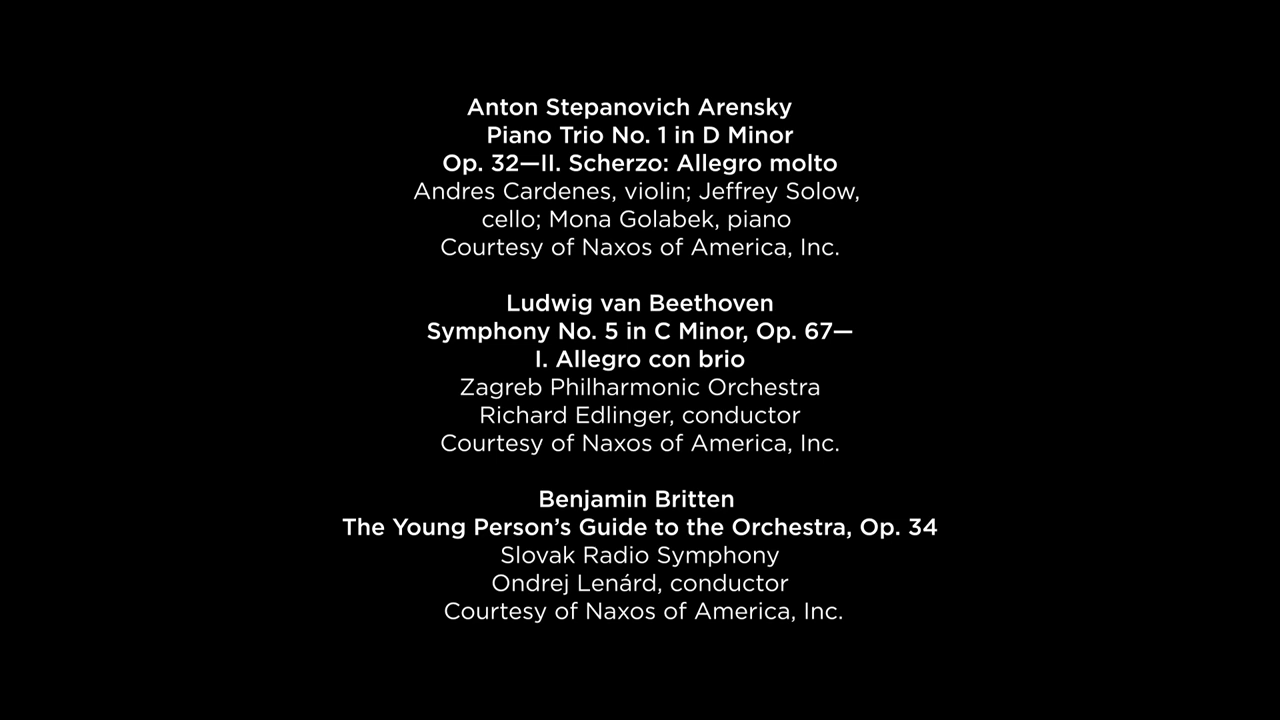 Anton Stepanovich Arensky
Piano Trio No. 1 in D Minor
Op. 32—II. Scherzo: Allegro molto
Andres Cardenes, violin; Jeffrey Solow,
cello; Mona Golabek, piano
Courtesy of Naxos of America, Inc.
Ludwig van Beethoven
Symphony No. 5 in C Minor, Op. 67—
I. Allegro con brio
Zagreb Philharmonic Orchestra
Richard Edlinger, conductor
Courtesy of Naxos of America, Inc.
Benjamin Britten
The Young Person’s Guide to the Orchestra, Op. 34
Slovak Radio Symphony
Ondrej Lenárd, conductor
Courtesy of Naxos of America, Inc.